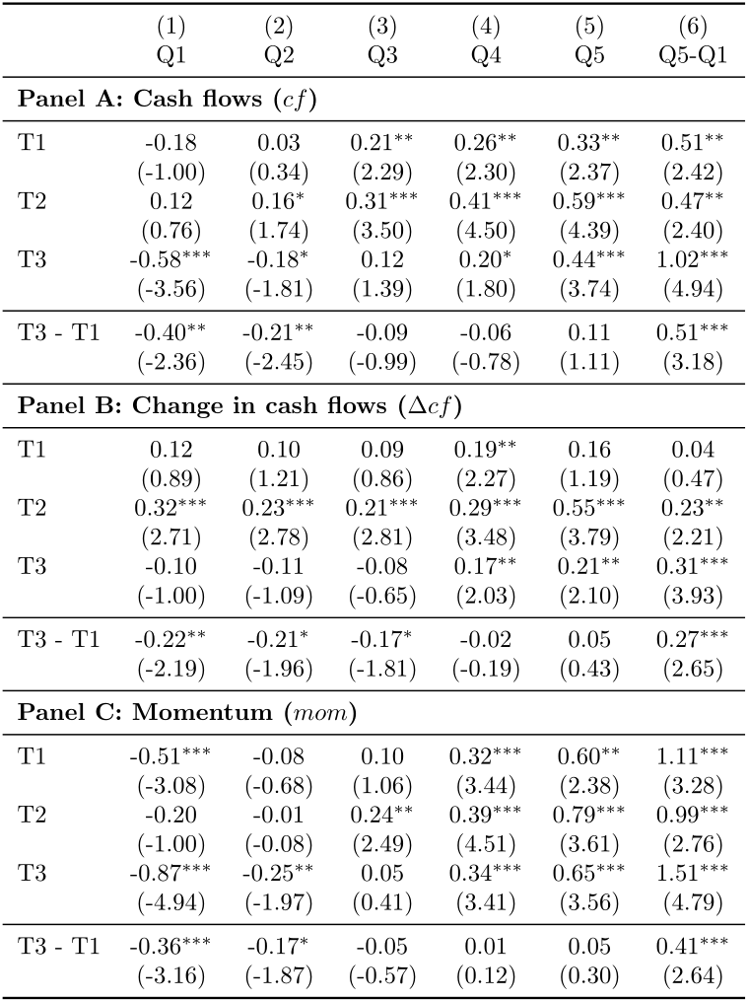 (1) (2) (3) (4) (5) (6)
Q1 Q2 Q3 Q4 Q5 Q5-Q1
Panel A: Cash flows (cf)
T1 -0.18 0.03 0.21** 0.26** 0.33** 0.51**
(-1.00) (0.34) (2.29) (2.30) (2.37) (2.42)
T2 0.12 0.16* 0.31*** 0.41*** 0.59*** 0.47**
(0.76) (1.74) (3.50) (4.50) (4.39) (2.40)
T3 -0.58*** -0.18* 0.12 0.20* 0.44*** 1.02***
(-3.56) (-1.81) (1.39) (1.80) (3.74) (4.94)
T3 - T1 -0.40** -0.21** -0.09 -0.06 0.11 0.51***
(-2.36) (-2.45) (-0.99) (-0.78) (1.11) (3.18)
Panel B: Change in cash flows (Δcf)
T1 0.12 0.10 0.09 0.19** 0.16 0.04
(0.89) (1.21) (0.86) (2.27) (1.19) (0.47)
T2 0.32*** 0.23*** 0.21*** 0.29*** 0.55*** 0.23**
(2.71) (2.78) (2.81) (3.48) (3.79) (2.21)
T3 -0.10 -0.11 -0.08 0.17** 0.21** 0.31***
(-1.00) (-1.09) (-0.65) (2.03) (2.10) (3.93)
T3 - T1 -0.22** -0.21* -0.17* -0.02 0.05 0.27***
(-2.19) (-1.96) (-1.81) (-0.19) (0.43) (2.65)
Panel C: Momentum (mom)
T1 -0.51*** -0.08 0.10 0.32*** 0.60** 1.11***
(-3.08) (-0.68) (1.06) (3.44) (2.38) (3.28)
T2 -0.20 -0.01 0.24** 0.39*** 0.79*** 0.99***
(-1.00) (-0.08) (2.49) (4.51) (3.61) (2.76)
T3 -0.87*** -0.25** 0.05 0.34*** 0.65*** 1.51***
(-4.94) (-1.97) (0.41) (3.41) (3.56) (4.79)
T3 - T1 -0.36*** -0.17* -0.05 0.01 0.05 0.41***
(-3.16) (-1.87) (-0.57) (0.12) (0.30) (2.64)